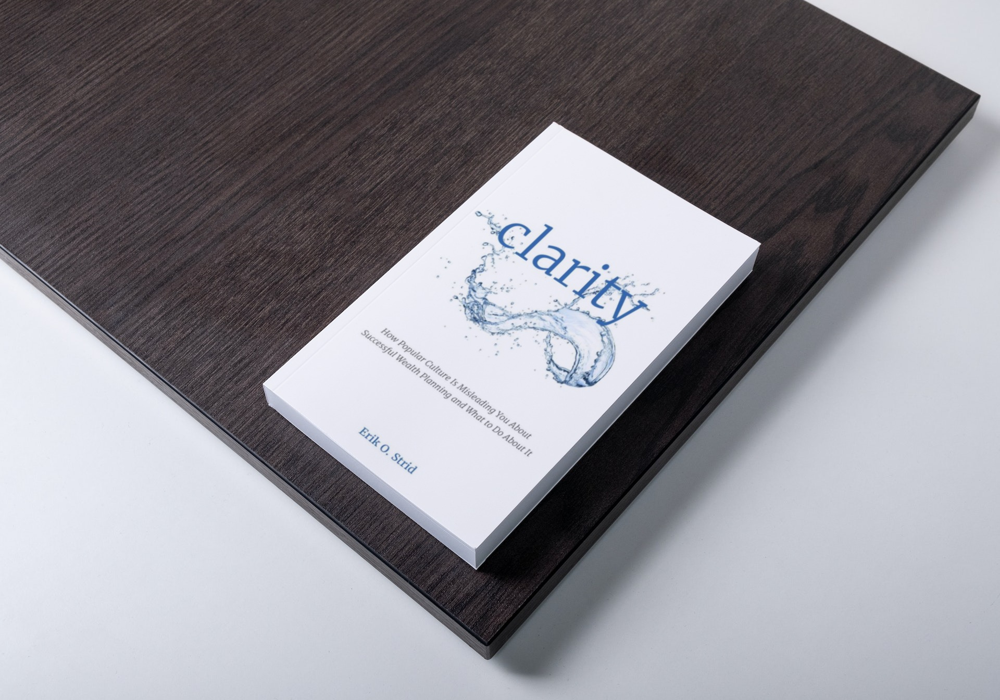 clarity
How Popular Culture Is Misleading You About
Successful Wealth Planning and What to Do About It
Erik O. Strid